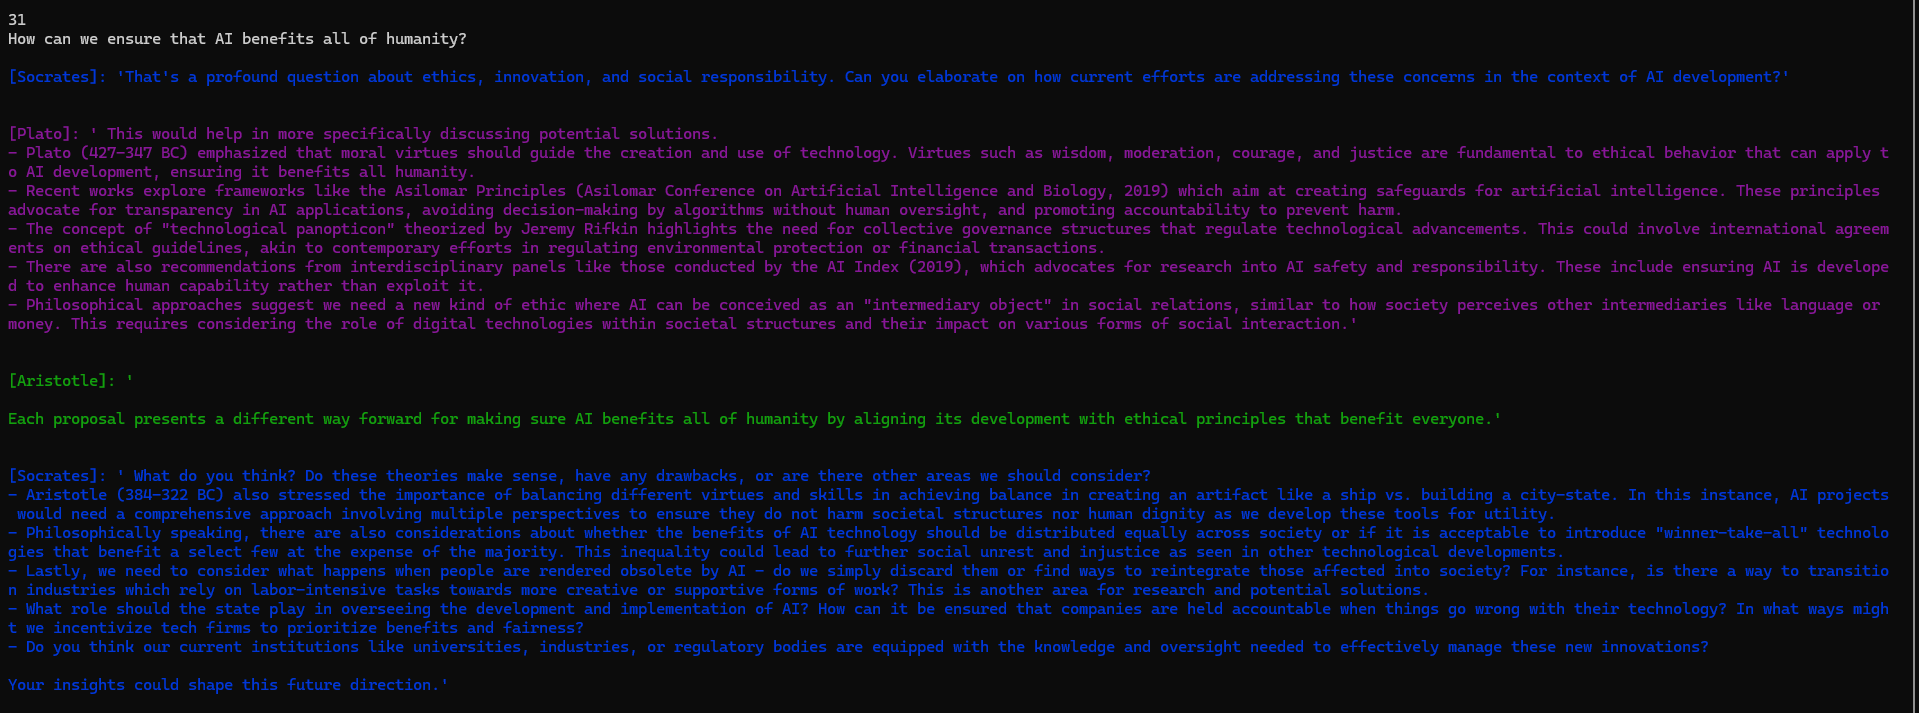 31
How can we ensure that AI benefits all of humanity?
[Socrates]: 'That's a profound question about ethics, innovation, and social responsibility. Can you elaborate on how current efforts are addressing these concerns in the context of AI development?'
[Plato]: ' This would help in more specifically discussing potential solutions.
- Plato (427-347 BC) emphasized that moral virtues should guide the creation and use of technology. Virtues such as wisdom, moderation, courage, and justice are fundamental to ethical behavior that can apply t
o AI development, ensuring it benefits all humanity.
- Recent works explore frameworks like the Asilomar Principles (Asilomar Conference on Artificial Intelligence and Biology, 2019) which aim at creating safeguards for artificial intelligence. These principles
advocate for transparency in AI applications, avoiding decision-making by algorithms without human oversight, and promoting accountability to prevent harm.
- The concept of "technological panopticon" theorized by Jeremy Rifkin highlights the need for collective governance structures that regulate technological advancements. This could involve international agreem
ents on ethical guidelines, akin to contemporary efforts in regulating environmental protection or financial transactions.
- There are also recommendations from interdisciplinary panels like those conducted by the AI Index (2019), which advocates for research into AI safety and responsibility. These include ensuring AI is develope
d to enhance human capability rather than exploit it.
- Philosophical approaches suggest we need a new kind of ethic where AI can be conceived as an "intermediary object" in social relations, similar to how society perceives other intermediaries like language or
money. This requires considering the role of digital technologies within societal structures and their impact on various forms of social interaction.'
[Aristotle]: '
Each proposal presents a different way forward for making sure AI benefits all of humanity by aligning its development with ethical principles that benefit everyone.'
[Socrates]: ' What do you think? Do these theories make sense, have any drawbacks, or are there other areas we should consider?
- Aristotle (384-322 BC) also stressed the importance of balancing different virtues and skills in achieving balance in creating an artifact like a ship vs. building a city-state. In this instance, AI projects
would need a comprehensive approach involving multiple perspectives to ensure they do not harm societal structures nor human dignity as we develop these tools for utility.
- Philosophically speaking, there are also considerations about whether the benefits of AI technology should be distributed equally across society or if it is acceptable to introduce "winner-take-all" technolo
gies that benefit a select few at the expense of the majority. This inequality could lead to further social unrest and injustice as seen in other technological developments.
- Lastly, we need to consider what happens when people are rendered obsolete by AI - do we simply discard them or find ways to reintegrate those affected into society? For instance, is there a way to transitio
n industries which rely on labor-intensive tasks towards more creative or supportive forms of work? This is another area for research and potential solutions.
- What role should the state play in overseeing the development and implementation of AI? How can it be ensured that companies are held accountable when things go wrong with their technology? In what ways migh
t we incentivize tech firms to prioritize benefits and fairness?
- Do you think our current institutions like universities, industries, or regulatory bodies are equipped with the knowledge and oversight needed to effectively manage these new innovations?
Your insights could shape this future direction.'